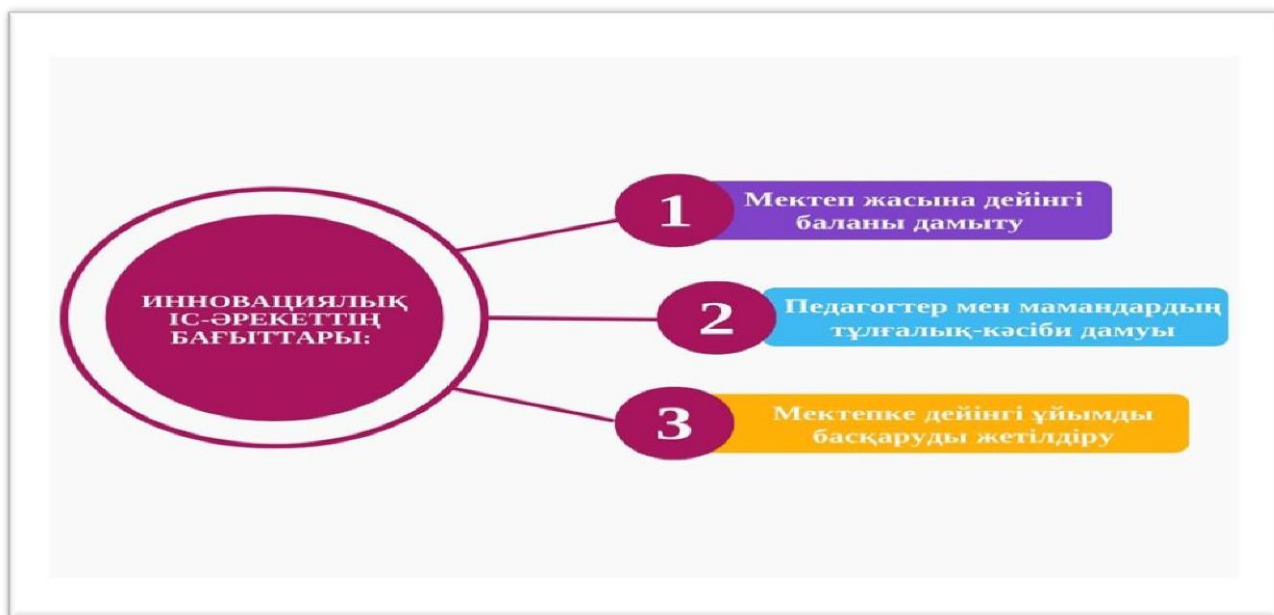 ИННОВАЦИЯЛЫҚ
ІС-ӘРЕКЕТТІҢ
БАҒЫТТАРЫ:
1
Мектеп жасына дейінгі
баланы дамыту
2
Педагогтер мен мамандардың
тұлғалық-кәсіби дамуы
3
Мектепке дейінгі ұйымды
басқаруды жетілдіру